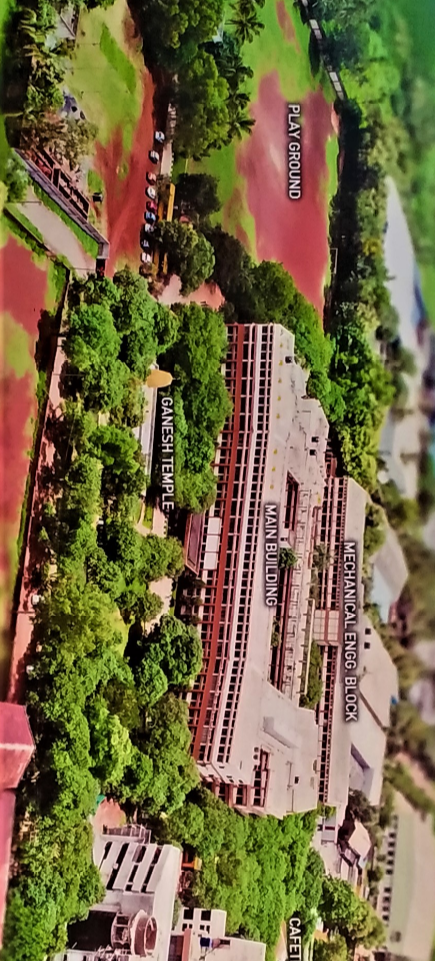 PLAY GROUND
MECHANICAL ENGG. BLOCK
MAIN BUILDING
GANESH TEMPLE